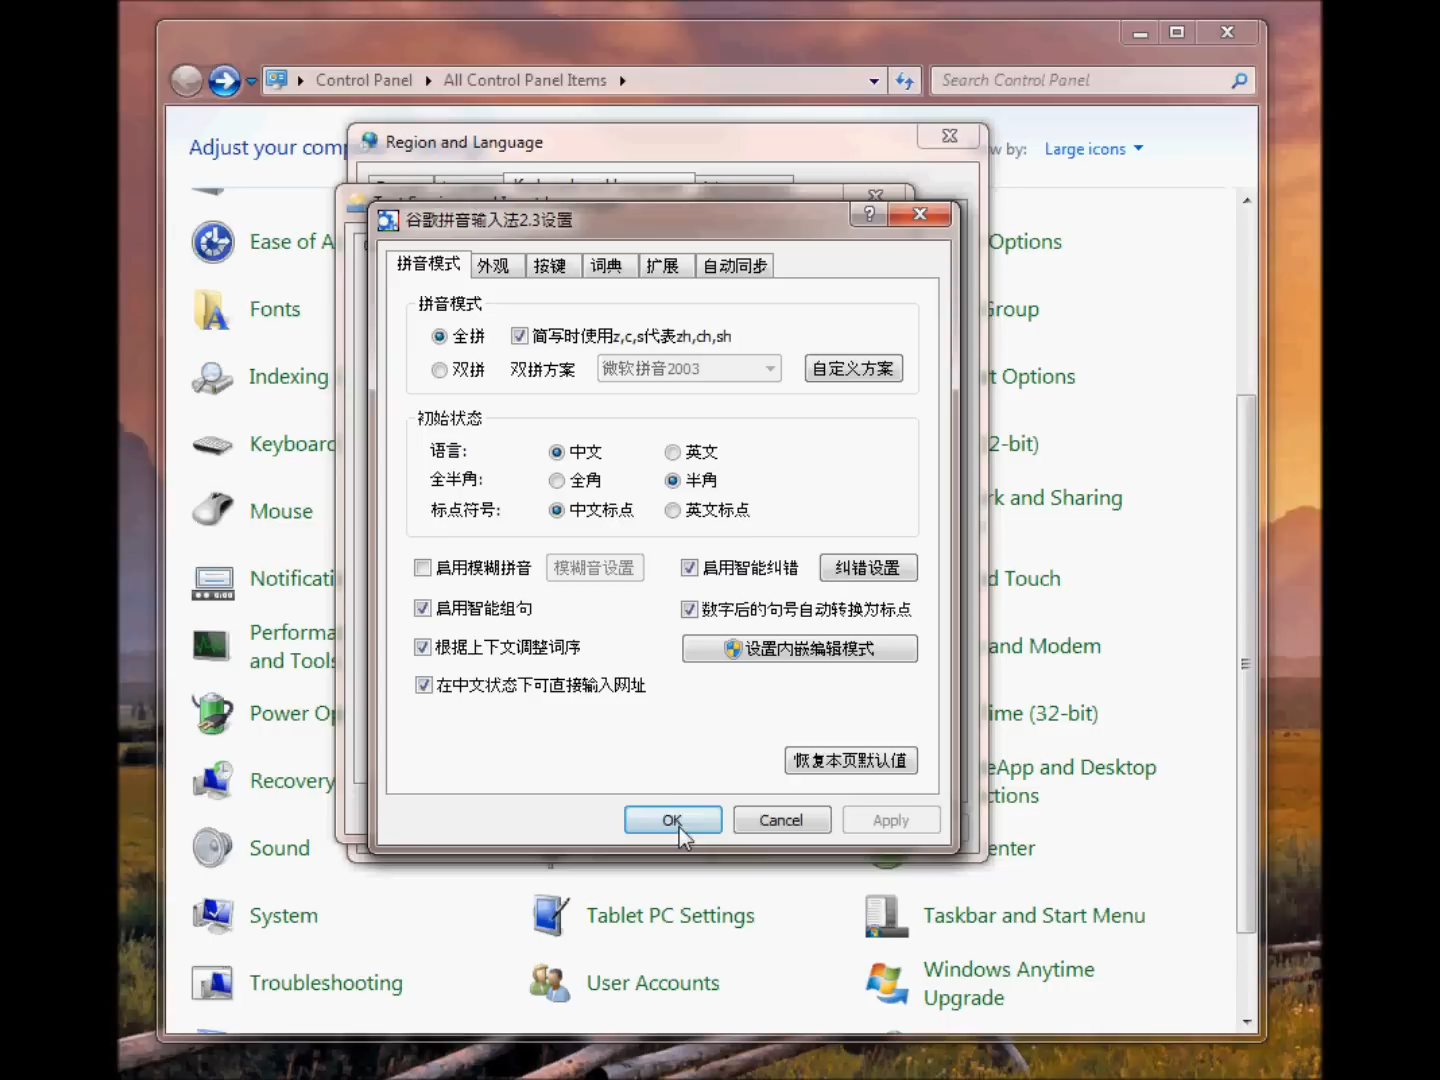 Control Panel
All Control Panel Items
Search Control Panel
Adjust your comp
w by:
Large icons
Region and Language
谷歌拼音输入法2.3设置
拼音模式
外观
按键
词典
扩展
自动同步
拼音模式
全拼
简写时使用z,c,s代表zh,ch,sh
双拼
双拼方案
微软拼音2003
自定义方案
初始状态
语言:
中文
英文
全半角:
全角
半角
标点符号:
中文标点
英文标点
启用模糊拼音
模糊音设置
启用智能纠错
纠错设置
启用智能组句
数字后的句号自动转换为标点
根据上下文调整词序
设置内嵌编辑模式
在中文状态下可直接输入网址
恢复本页默认值
OK
Cancel
Apply
Ease of A
Options
Fonts
Group
Indexing
t Options
Keyboard
2-bit)
Mouse
rk and Sharing
Notificati
d Touch
Performa
and Tools
and Modem
Power Op
ime (32-bit)
Recovery
eApp and Desktop
ctions
Sound
enter
System
Tablet PC Settings
Taskbar and Start Menu
Troubleshooting
User Accounts
Windows Anytime
Upgrade